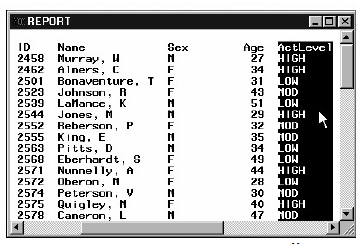 REPORT
ID Name Sex Age ActLevel
2458 Murray, W M 27 HIGH
2462 Almers, C F 34 HIGH
2501 Bonaventure, T F 31 LOW
2523 Johnson, R F 43 MOD
2539 LaMance, K M 51 LOW
2544 Jones, M M 29 HIGH
2552 Reberson, P F 32 MOD
2555 King, E M 35 MOD
2563 Pitts, D M 34 LOW
2568 Eberhardt, S F 49 LOW
2571 Nunnelly, A F 44 HIGH
2572 Oberon, M F 28 LOW
2574 Peterson, V M 30 MOD
2575 Quigley, M F 40 HIGH
2578 Cameron, L M 47 MOD